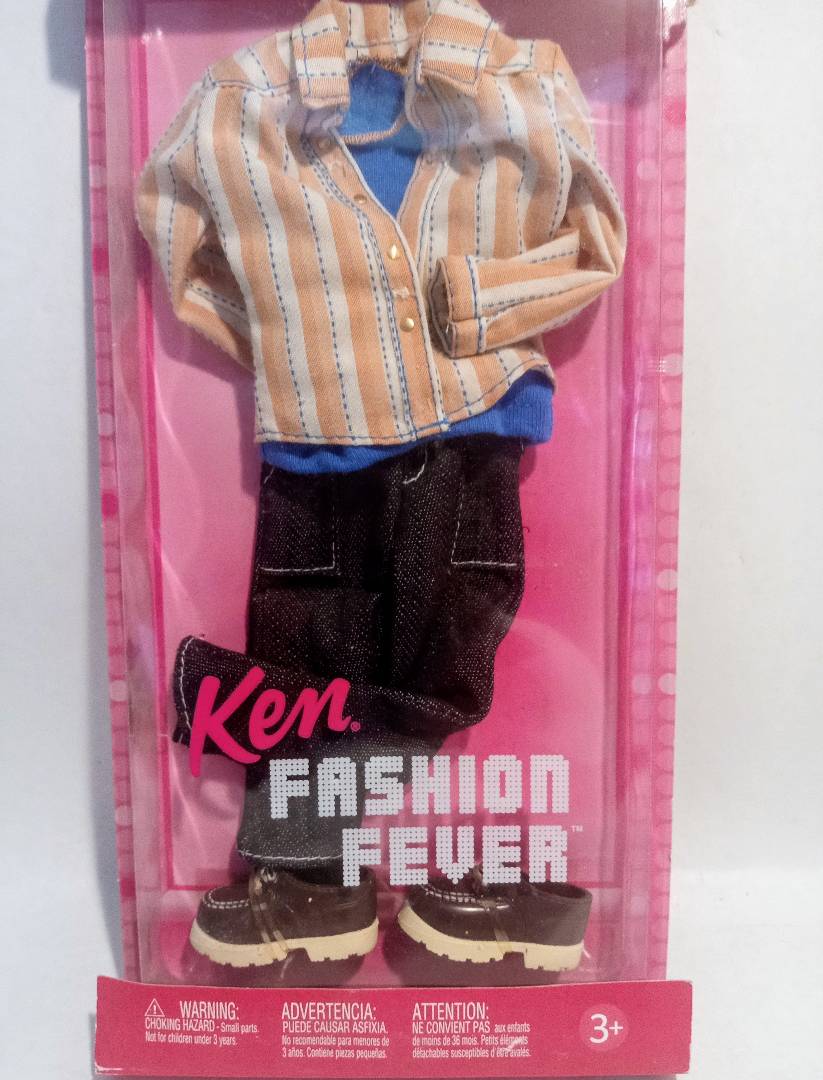 Ken®
FASHION
FEVER™
⚠ WARNING:
CHOKING HAZARD - Small parts.
Not for children under 3 years.
ADVERTENCIA:
PUEDE CAUSAR ASFIXIA.
No recomendable para menores de
3 años. Contiene piezas pequeñas.
ATTENTION:
NE CONVIENT PAS aux enfants
de moins de 36 mois. Petits éléments
détachables susceptibles d'être avalés.
3+